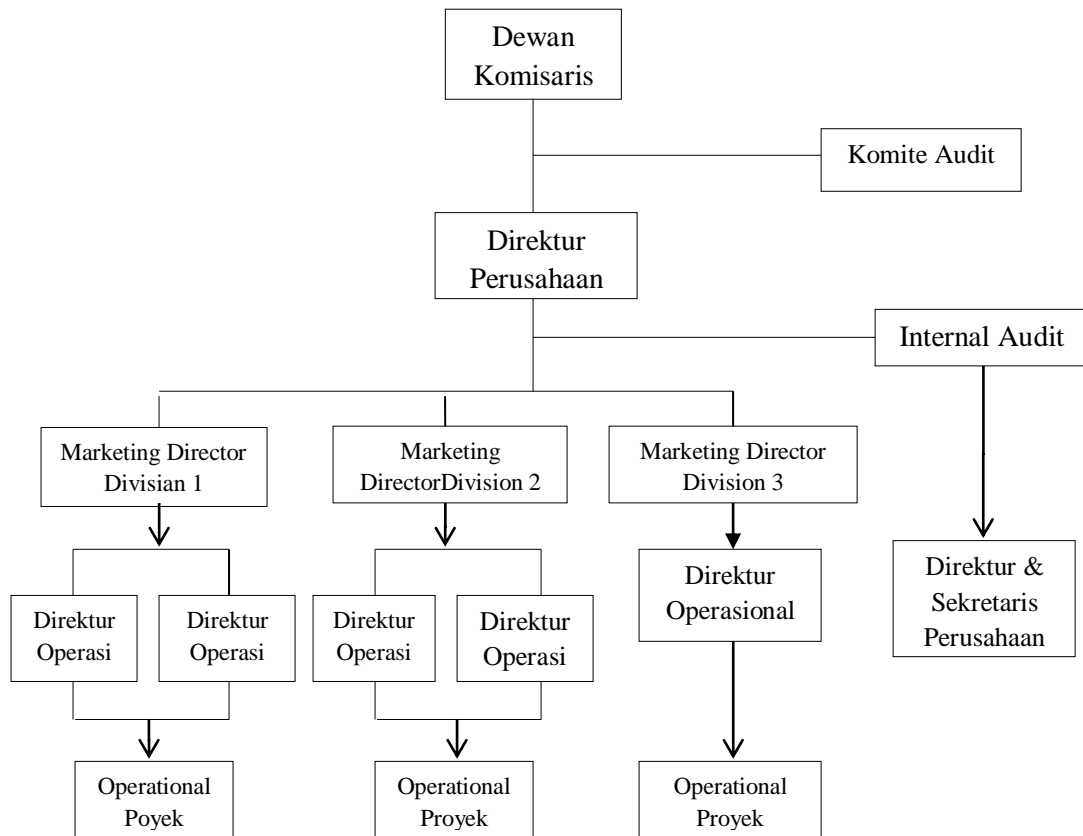 Dewan
Komisaris
Komite Audit
Direktur
Perusahaan
Internal Audit
Marketing Director
Divisian 1
Marketing
DirectorDivision 2
Marketing Director
Division 3
Direktur
Operasi
Direktur
Operasi
Direktur
Operasi
Direktur
Operasi
Direktur
Operasional
Direktur &
Sekretaris
Perusahaan
Operational
Poyek
Operational
Proyek
Operational
Proyek